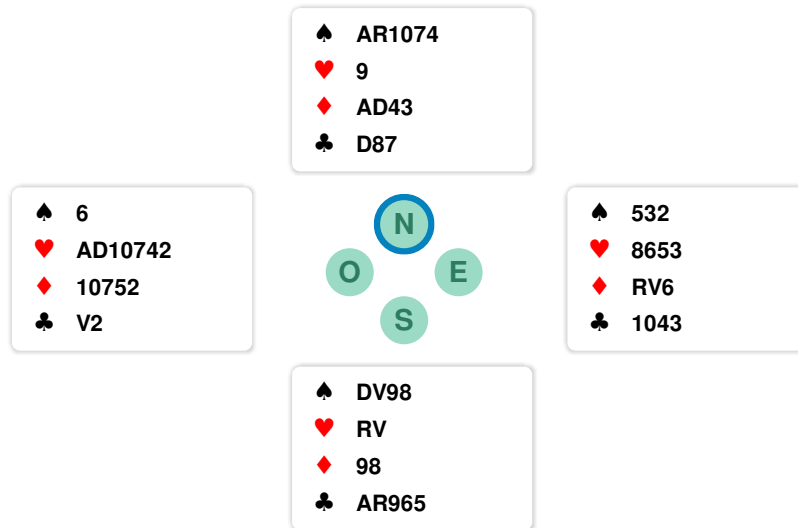 ♠ AR1074
♥ 9
♦ AD43
♣ D87
♠ 6
♥ AD10742
♦ 10752
♣ V2
N
O E
S
♠ 532
♥ 8653
♦ RV6
♣ 1043
♠ DV98
♥ RV
♦ 98
♣ AR965